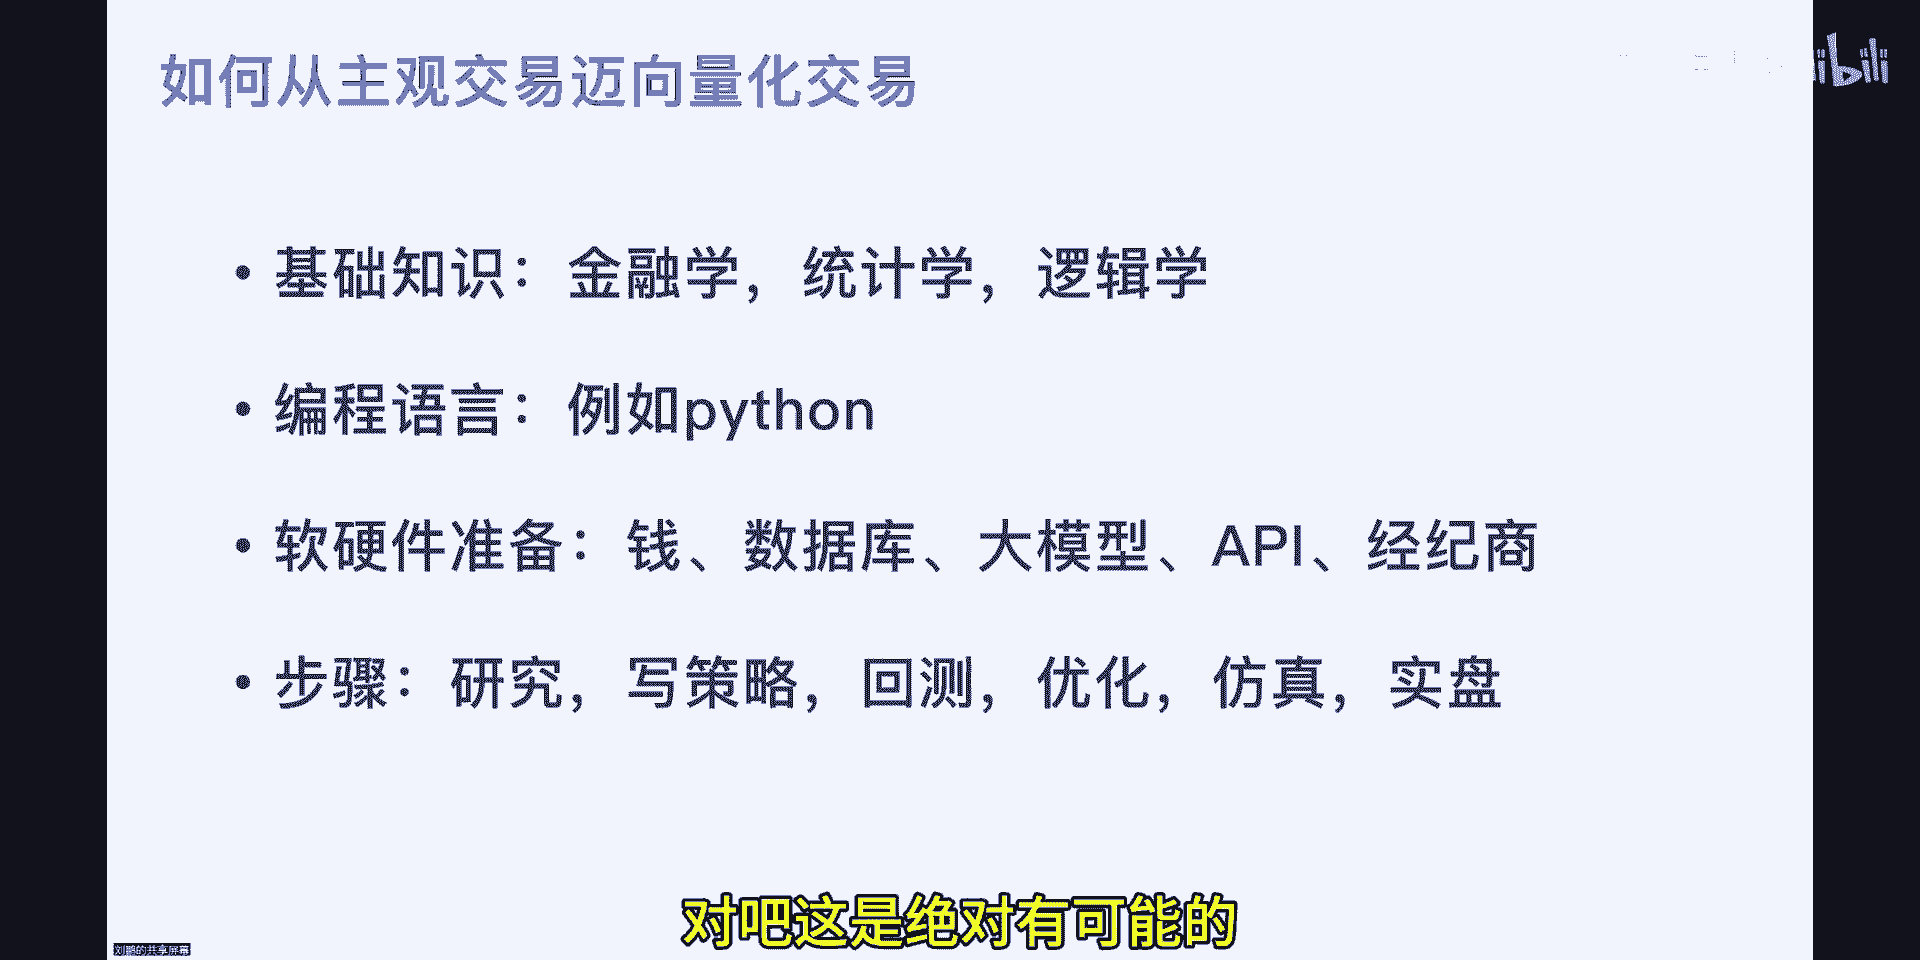 如何从主观交易迈向量化交易
• 基础知识：金融学，统计学，逻辑学
• 编程语言：例如python
• 软硬件准备：钱、数据库、大模型、API、经纪商
• 步骤：研究，写策略，回测，优化，仿真，实盘
对吧这是绝对有可能的
刘鹏的共享屏幕